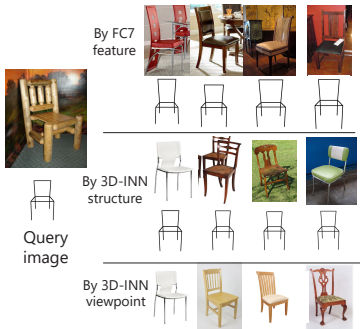 By FC7
feature
By 3D-INN
structure
Query
image
By 3D-INN
viewpoint